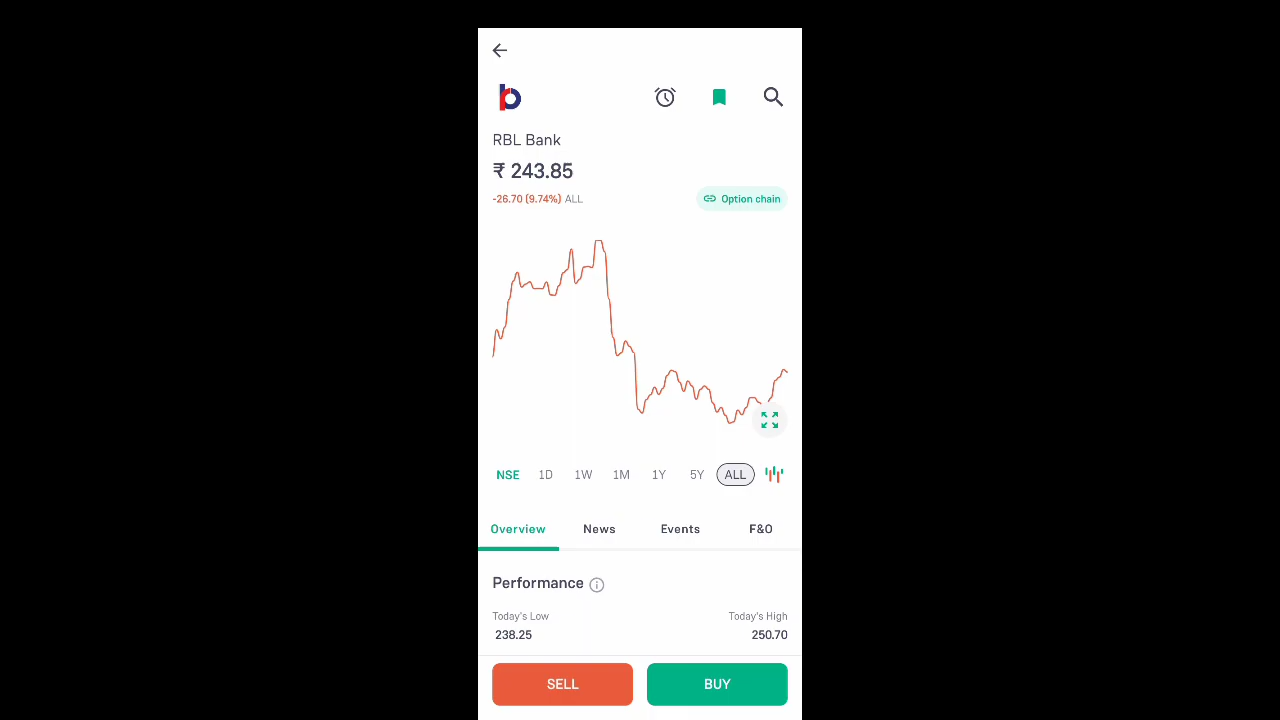 RBL Bank
₹ 243.85
-26.70 (9.74%) ALL
Option chain
NSE 1D 1W 1M 1Y 5Y ALL
Overview News Events F&O
Performance
Today's Low Today's High
238.25 250.70
SELL BUY